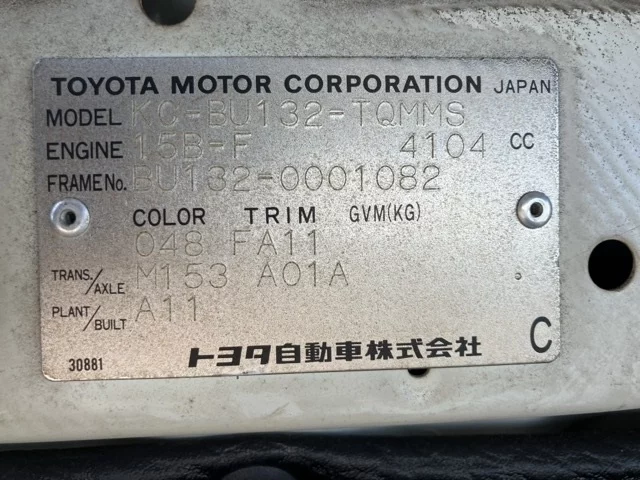 TOYOTA MOTOR CORPORATION JAPAN
MODEL KC-BU132-TQMMS
ENGINE 15B-F 4104 CC
FRAME No. BU132-0001082
COLOR TRIM GVM(KG)
048 FA11
TRANS./AXLE M153 A01A
PLANT/BUILT A11
30881 トヨタ自動車株式会社 C